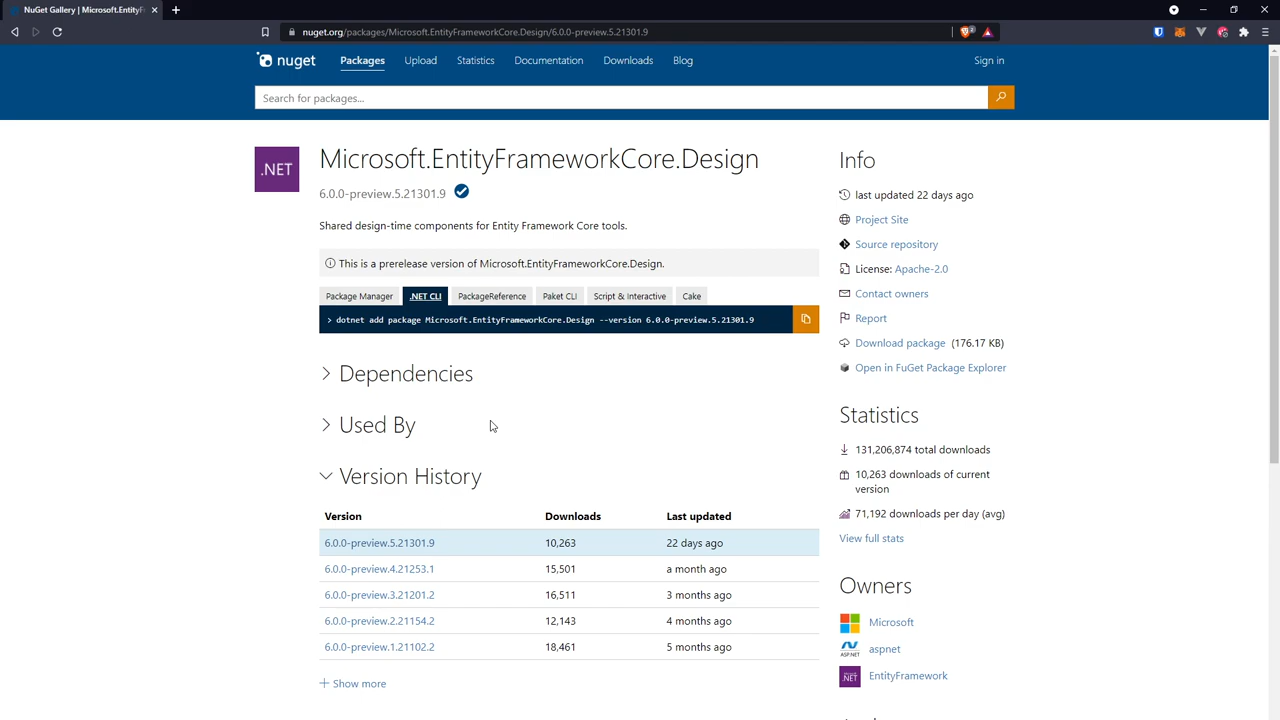 NuGet Gallery | Microsoft.EntityFr
nuget.org/packages/Microsoft.EntityFrameworkCore.Design/6.0.0-preview.5.21301.9
nuget
Packages
Upload
Statistics
Documentation
Downloads
Blog
Sign in
Search for packages...
.NET
Microsoft.EntityFrameworkCore.Design
6.0.0-preview.5.21301.9
Shared design-time components for Entity Framework Core tools.
This is a prerelease version of Microsoft.EntityFrameworkCore.Design.
Package Manager
.NET CLI
PackageReference
Paket CLI
Script & Interactive
Cake
> dotnet add package Microsoft.EntityFrameworkCore.Design --version 6.0.0-preview.5.21301.9
Dependencies
Used By
Version History
Version Downloads Last updated
6.0.0-preview.5.21301.9 10,263 22 days ago
6.0.0-preview.4.21253.1 15,501 a month ago
6.0.0-preview.3.21201.2 16,511 3 months ago
6.0.0-preview.2.21154.2 12,143 4 months ago
6.0.0-preview.1.21102.2 18,461 5 months ago
Show more
Info
last updated 22 days ago
Project Site
Source repository
License: Apache-2.0
Contact owners
Report
Download package (176.17 KB)
Open in FuGet Package Explorer
Statistics
131,206,874 total downloads
10,263 downloads of current
version
71,192 downloads per day (avg)
View full stats
Owners
Microsoft
ASP.NET
aspnet
.NET
EntityFramework